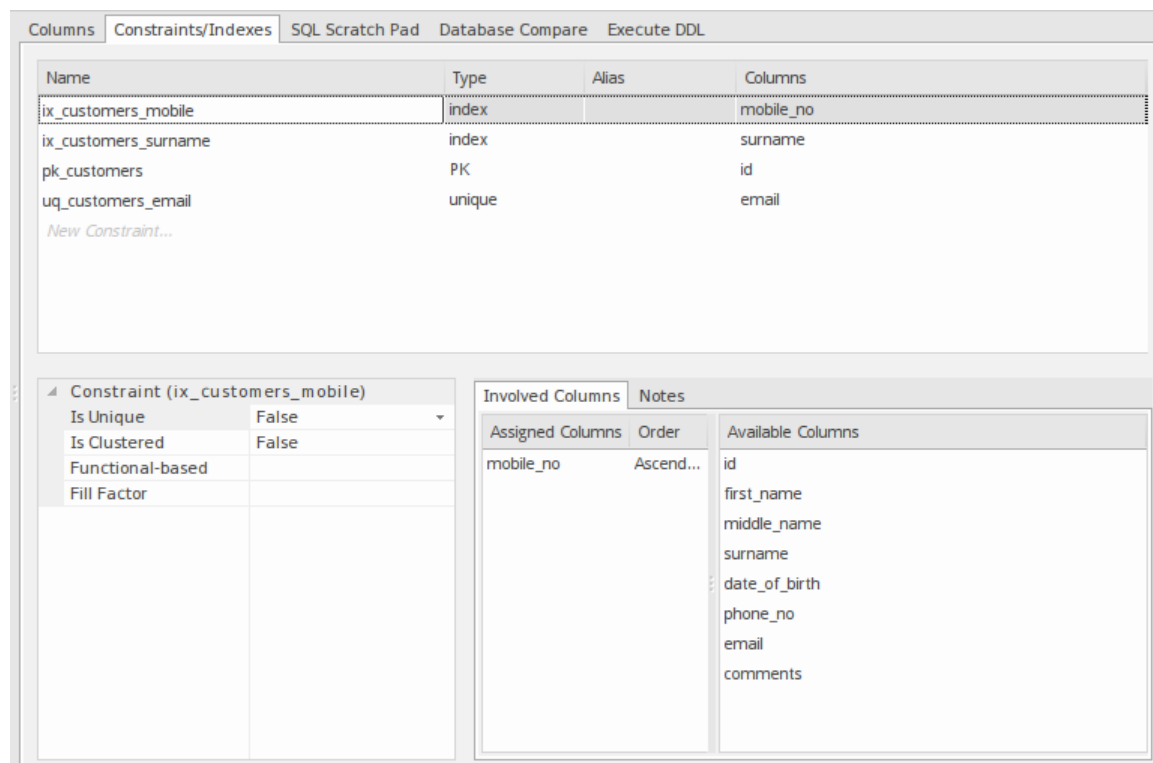 Columns Constraints/Indexes SQL Scratch Pad Database Compare Execute DDL
Name Type Alias Columns
ix_customers_mobile index mobile_no
ix_customers_surname index surname
pk_customers PK id
uq_customers_email unique email
New Constraint...
Constraint (ix_customers_mobile)
Is Unique False
Is Clustered False
Functional-based
Fill Factor
Involved Columns Notes
Assigned Columns Order Available Columns
mobile_no Ascend... id
first_name
middle_name
surname
date_of_birth
phone_no
email
comments